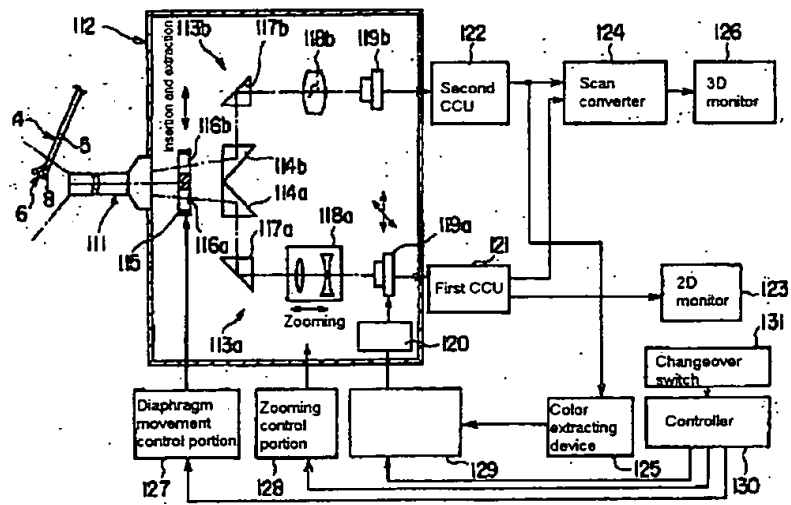 112
113b
117b
118b
119b
122
124
126
Insertion and extraction
Second
CCU
Scan
converter
3D
monitor
4
5
116b
114b
114a
6
8
111
115
116a
117a
118a
119a
121
First CCU
2D
monitor
123
Zooming
113a
120
131
Changeover
switch
Diaphragm
movement
control portion
Zooming
control
portion
Color
extracting
device
Controller
127
128
129
125
130